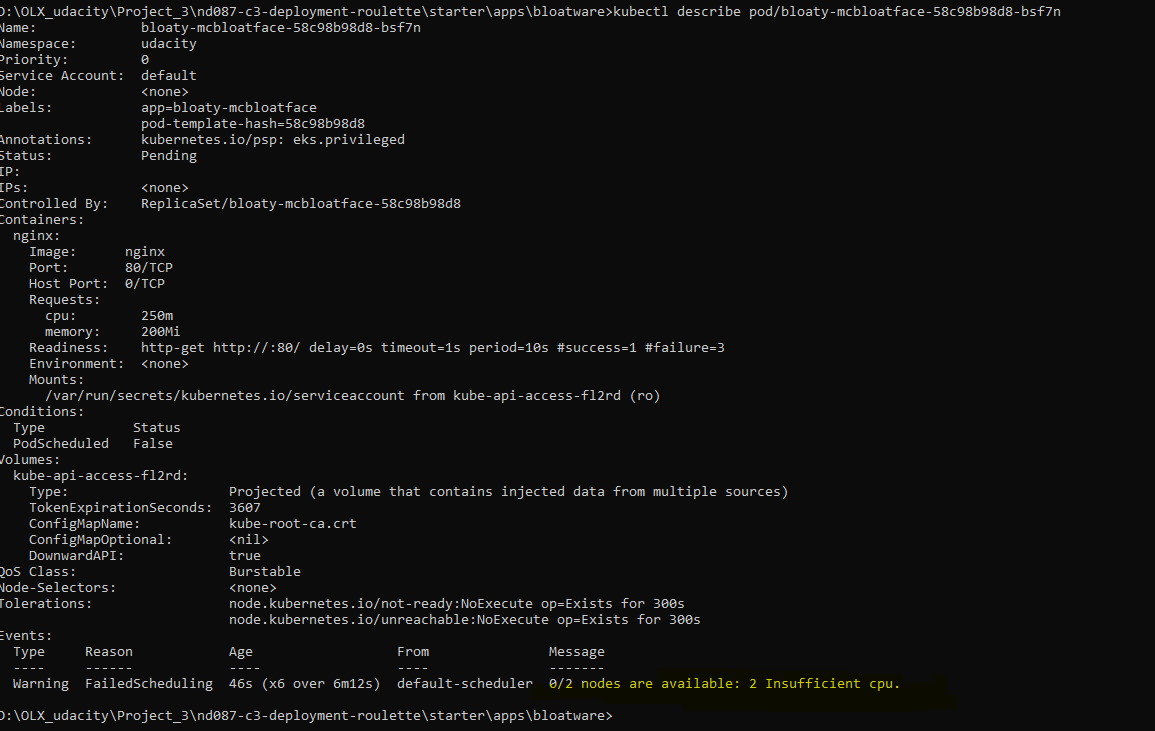 D:\OLX_udacity\Project_3\nd087-c3-deployment-roulette\starter\apps\bloatware>kubectl describe pod/bloaty-mcbloatface-58c98b98d8-bsf7n
Name: bloaty-mcbloatface-58c98b98d8-bsf7n
Namespace: udacity
Priority: 0
Service Account: default
Node: <none>
Labels: app=bloaty-mcbloatface
pod-template-hash=58c98b98d8
Annotations: kubernetes.io/psp: eks.privileged
Status: Pending
IP:
IPs: <none>
Controlled By: ReplicaSet/bloaty-mcbloatface-58c98b98d8
Containers:
nginx:
Image: nginx
Port: 80/TCP
Host Port: 0/TCP
Requests:
cpu: 250m
memory: 200Mi
Readiness: http-get http://:80/ delay=0s timeout=1s period=10s #success=1 #failure=3
Environment: <none>
Mounts:
/var/run/secrets/kubernetes.io/serviceaccount from kube-api-access-fl2rd (ro)
Conditions:
Type Status
PodScheduled False
Volumes:
kube-api-access-fl2rd:
Type: Projected (a volume that contains injected data from multiple sources)
TokenExpirationSeconds: 3607
ConfigMapName: kube-root-ca.crt
ConfigMapOptional: <nil>
DownwardAPI: true
QoS Class: Burstable
Node-Selectors: <none>
Tolerations: node.kubernetes.io/not-ready:NoExecute op=Exists for 300s
node.kubernetes.io/unreachable:NoExecute op=Exists for 300s
Events:
Type Reason Age From Message
---- ------ ---- ---- -------
Warning FailedScheduling 46s (x6 over 6m12s) default-scheduler 0/2 nodes are available: 2 Insufficient cpu.
D:\OLX_udacity\Project_3\nd087-c3-deployment-roulette\starter\apps\bloatware>